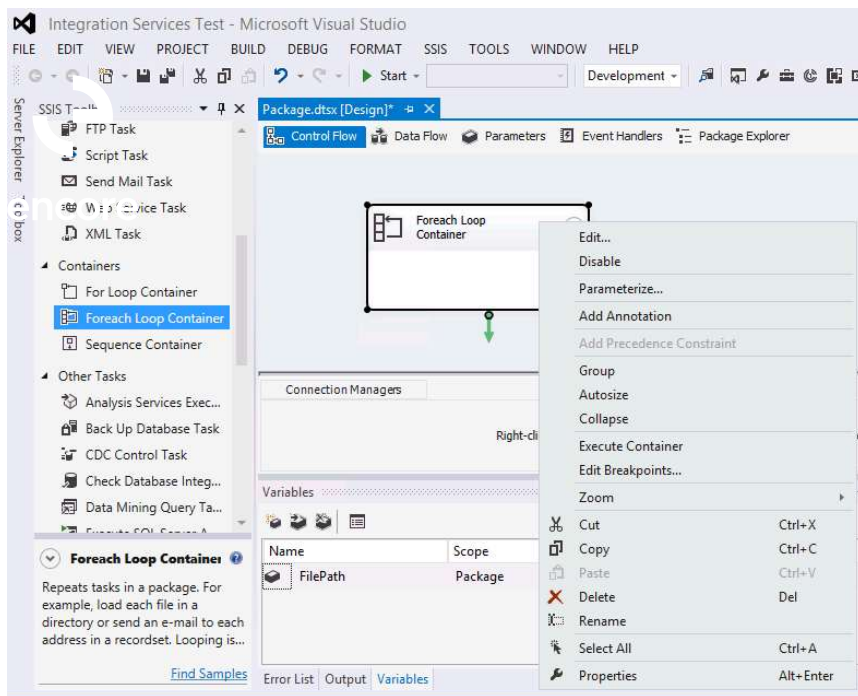 Integration Services Test - Microsoft Visual Studio
FILE EDIT VIEW PROJECT BUILD DEBUG FORMAT SSIS TOOLS WINDOW HELP
Start Development
Server Explorer
SSIS
Package.dtsx [Design]*
Control Flow Data Flow Parameters Event Handlers Package Explorer
FTP Task
Script Task
Send Mail Task
Task
XML Task
encore
Containers
For Loop Container
Foreach Loop Container
Sequence Container
Other Tasks
Analysis Services Exec...
Back Up Database Task
CDC Control Task
Check Database Integ...
Data Mining Query Ta...
Foreach Loop Container
Repeats tasks in a package. For
example, load each file in a
directory or send an e-mail to each
address in a recordset. Looping is...
Find Samples
Foreach Loop
Container
Connection Managers
Right-cli
Variables
Name Scope
FilePath Package
Error List Output Variables
Edit...
Disable
Parameterize...
Add Annotation
Add Precedence Constraint
Group
Autosize
Collapse
Execute Container
Edit Breakpoints...
Zoom
Cut Ctrl+X
Copy Ctrl+C
Paste Ctrl+V
Delete Del
Rename
Select All Ctrl+A
Properties Alt+Enter